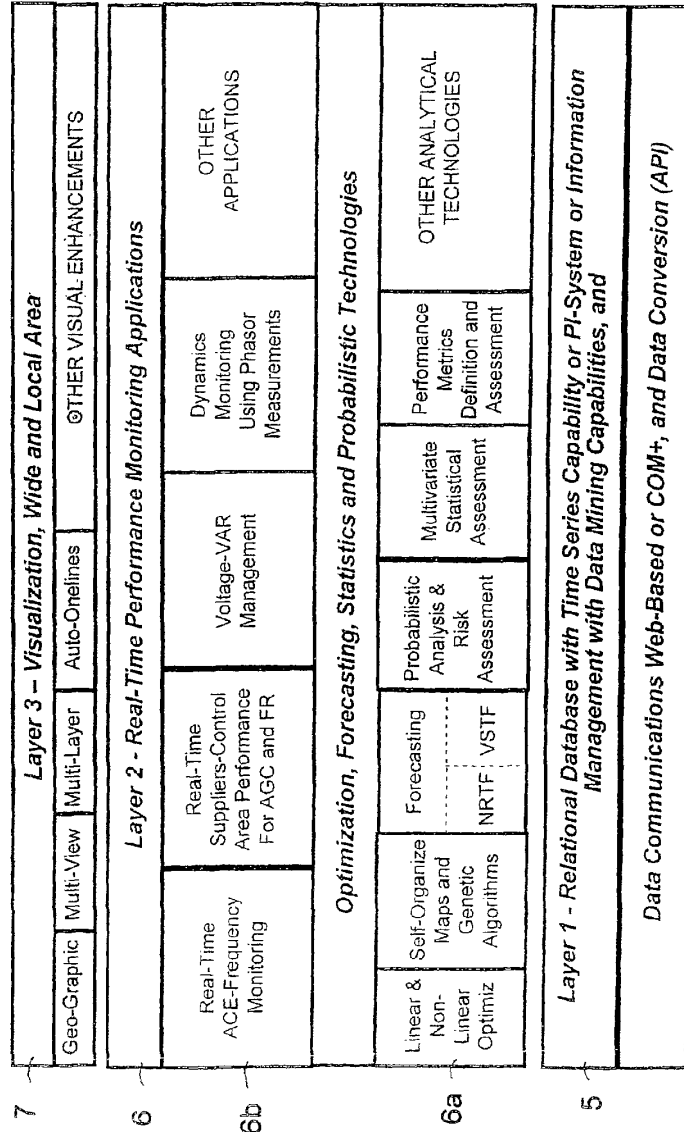 7
Layer 3 – Visualization, Wide and Local Area
Geo-Graphic
Multi-View
Multi-Layer
Auto-Onelines
OTHER VISUAL ENHANCEMENTS
6
Layer 2 - Real-Time Performance Monitoring Applications
6b
Real-Time
ACE-Frequency
Monitoring
Real-Time
Suppliers-Control
Area Performance
For AGC and FR
Voltage-VAR
Management
Dynamics
Monitoring
Using Phasor
Measurements
OTHER
APPLICATIONS
Optimization, Forecasting, Statistics and Probabilistic Technologies
6a
Linear &
Non-
Linear
Optimiz
Self-Organize
Maps and
Genetic
Algorithms
Forecasting
NRTF
VSTF
Probabilistic
Analysis &
Risk
Assessment
Multivariate
Statistical
Assessment
Performance
Metrics
Definition and
Assessment
OTHER ANALYTICAL
TECHNOLOGIES
5
Layer 1 - Relational Database with Time Series Capability or PI-System or Information
Management with Data Mining Capabilities, and
Data Communications Web-Based or COM+, and Data Conversion (API)